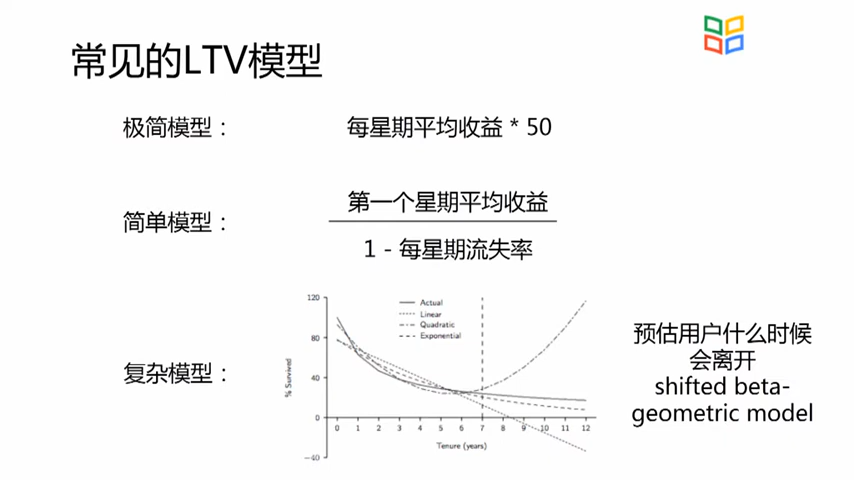 常见的LTV模型
极简模型：
每星期平均收益 * 50
简单模型：
第一个星期平均收益
1 - 每星期流失率
复杂模型：
120
80
40
0
-40
% Survived
Actual
Linear
Quadratic
Exponential
0 1 2 3 4 5 6 7 8 9 10 11 12
Tenure (years)
预估用户什么时候
会离开
shifted beta-
geometric model